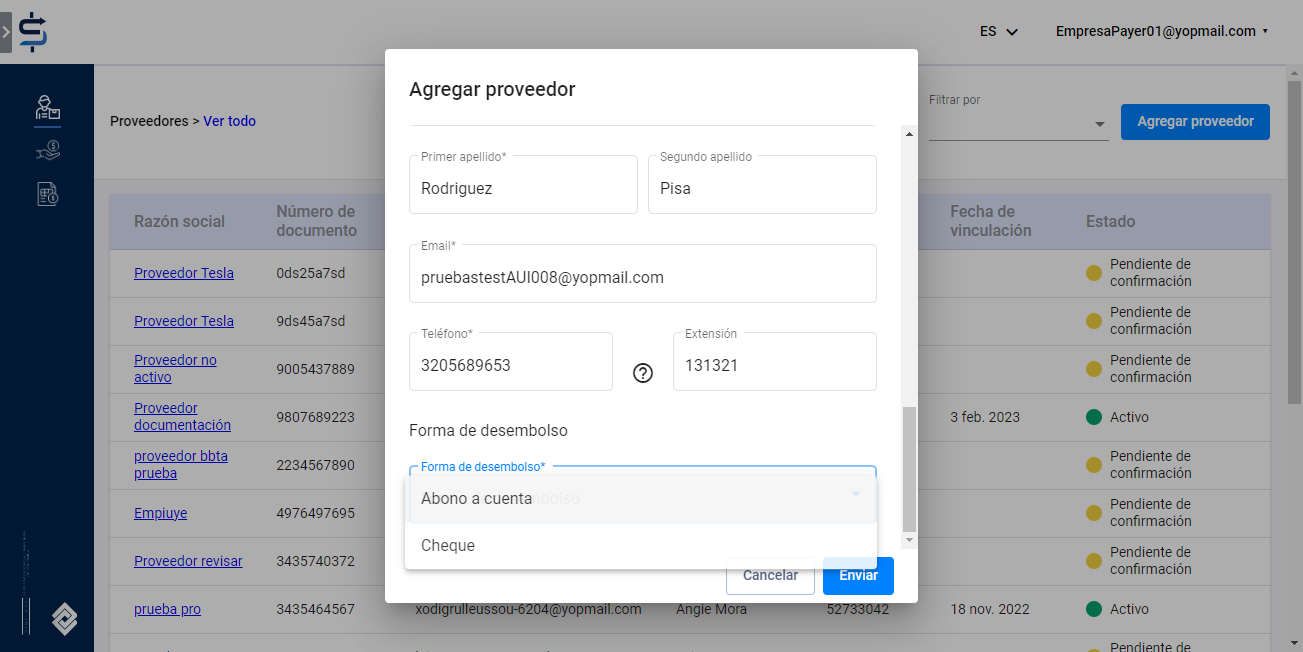 ES
EmpresaPayer01@yopmail.com
Proveedores > Ver todo
Filtrar por
Agregar proveedor
Agregar proveedor
Primer apellido*
Rodriguez
Segundo apellido
Pisa
Email*
pruebastestAUI008@yopmail.com
Teléfono*
3205689653
?
Extensión
131321
Forma de desembolso
Forma de desembolso*
Abono a cuenta
Cheque
Cancelar
Enviar
Razón social
Número de
documento
Fecha de
vinculación
Estado
Proveedor Tesla
0ds25a7sd
Pendiente de
confirmación
Proveedor Tesla
9ds45a7sd
Pendiente de
confirmación
Proveedor no
activo
9005437889
Pendiente de
confirmación
Proveedor
documentación
9807689223
3 feb. 2023
Activo
proveedor bbta
prueba
2234567890
Pendiente de
confirmación
Empiuye
4976497695
Pendiente de
confirmación
Proveedor revisar
3435740372
Pendiente de
confirmación
prueba pro
3435464567
xodigrulleussou-6204@yopmail.com
Angie Mora
52733042
18 nov. 2022
Activo
Pendiente de